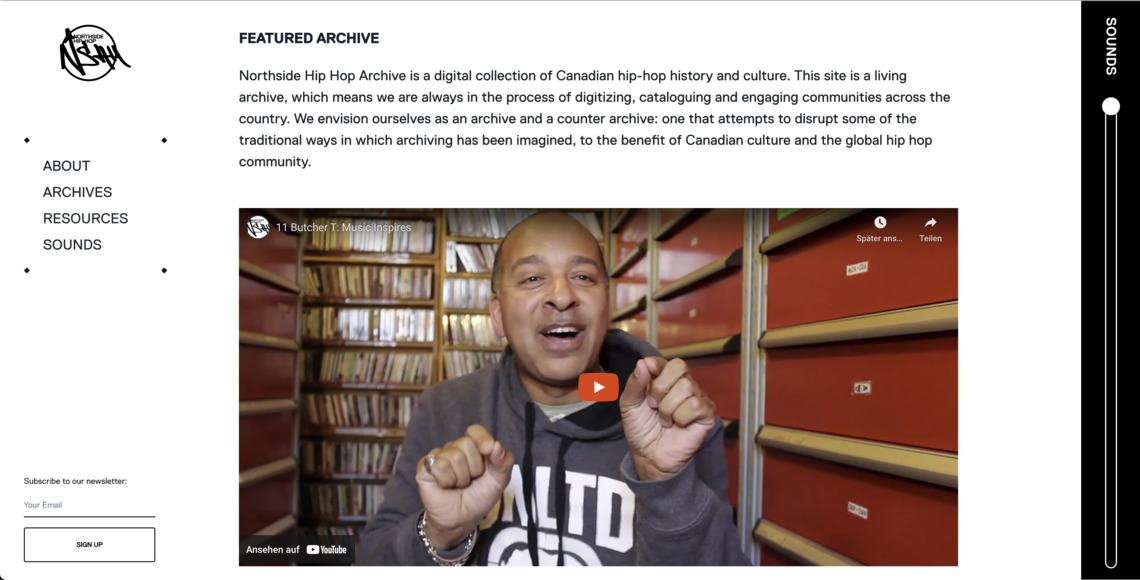 NORTHSIDE
HIP-HOP
ABOUT
ARCHIVES
RESOURCES
SOUNDS
Subscribe to our newsletter:
Your Email
SIGN UP
FEATURED ARCHIVE
Northside Hip Hop Archive is a digital collection of Canadian hip-hop history and culture. This site is a living
archive, which means we are always in the process of digitizing, cataloguing and engaging communities across the
country. We envision ourselves as an archive and a counter archive: one that attempts to disrupt some of the
traditional ways in which archiving has been imagined, to the benefit of Canadian culture and the global hip hop
community.
11 Butcher T: Music Inspires
Später ans...
Teilen
Ansehen auf YouTube
SOUNDS